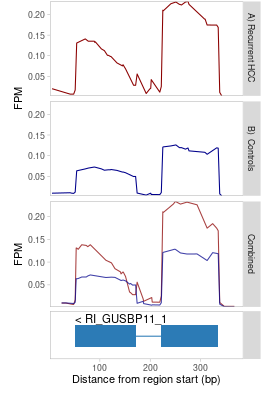 0.20
0.15
0.10
0.05
A) Recurrent HCC
FPM
0.20
0.15
0.10
0.05
B): Controls
0.20
0.15
0.10
0.05
Combined
FPM
< RI_GUSBP11_1
100
200
300
Distance from region start (bp)